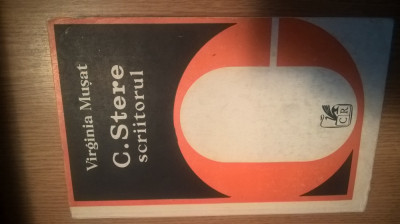 Virginia Mușat
C. Stere
scriitorul
CR